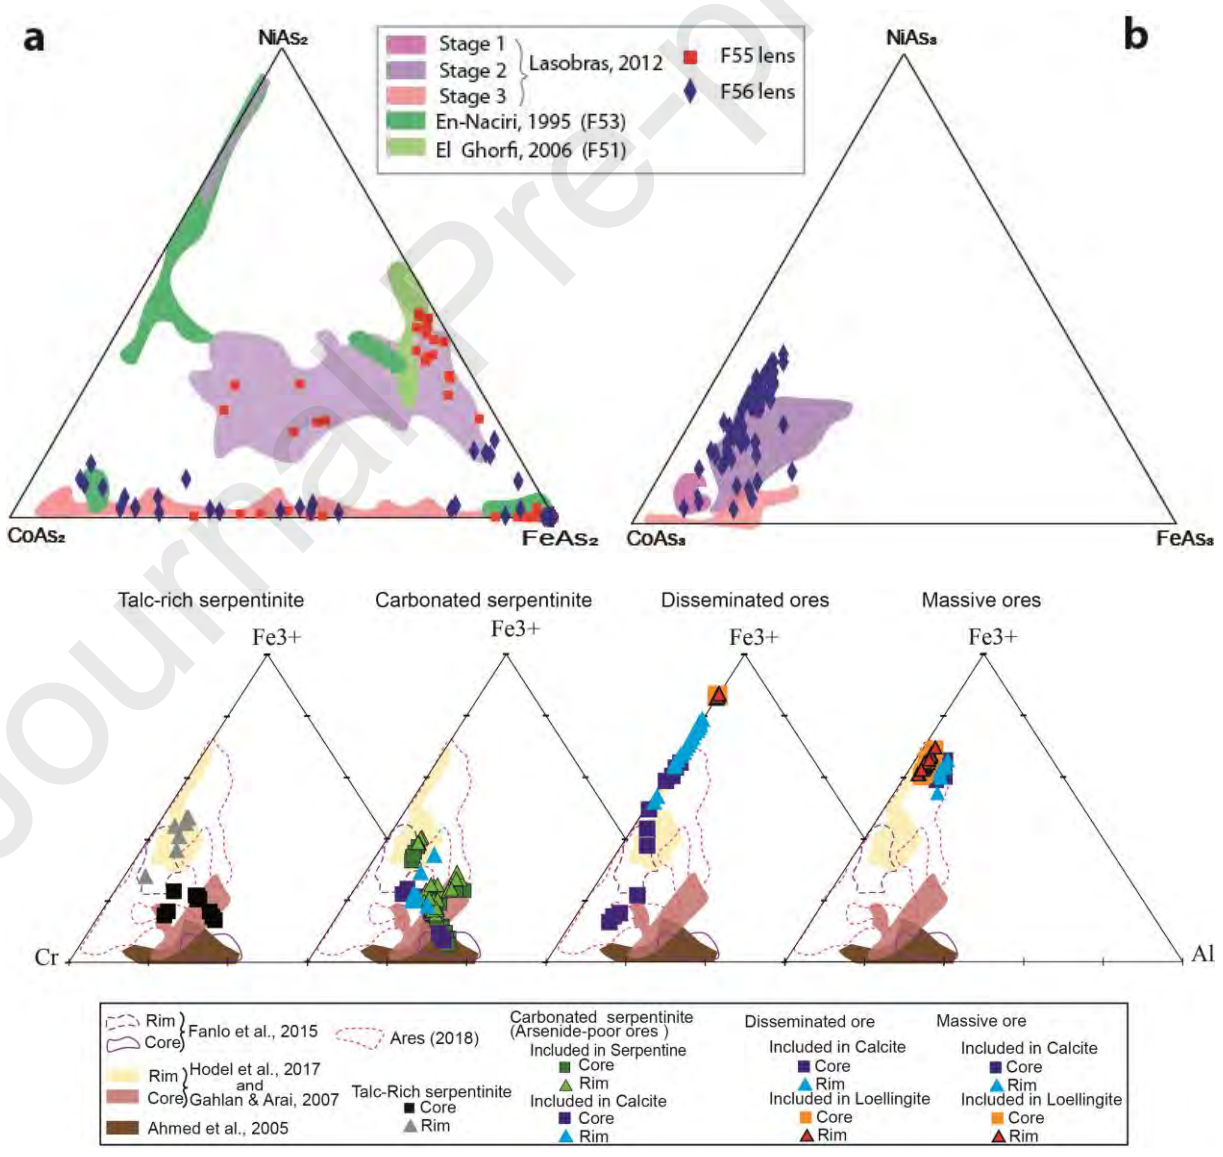 a
b
NiAs₂
NiAs₃
Stage 1
Stage 2
Stage 3
Lasobras, 2012
En-Naciri, 1995 (F53)
El Ghorfi, 2006 (F51)
F55 lens
F56 lens
CoAs₂
FeAs₂
CoAs₃
FeAs₃
Journal Pre-p
Talc-rich serpentinite
Carbonated serpentinite
Disseminated ores
Massive ores
Fe3+
Fe3+
Fe3+
Fe3+
Cr
Al
Rim
Core
Fanlo et al., 2015
Rim
Core
Hodel et al., 2017
and
Gahlan & Arai, 2007
Ahmed et al., 2005
Ares (2018)
Talc-Rich serpentinite
Core
Rim
Carbonated serpentinite
(Arsenide-poor ores )
Included in Serpentine
Core
Rim
Included in Calcite
Core
Rim
Disseminated ore
Included in Calcite
Core
Rim
Included in Loellingite
Core
Rim
Massive ore
Included in Calcite
Core
Rim
Included in Loellingite
Core
Rim